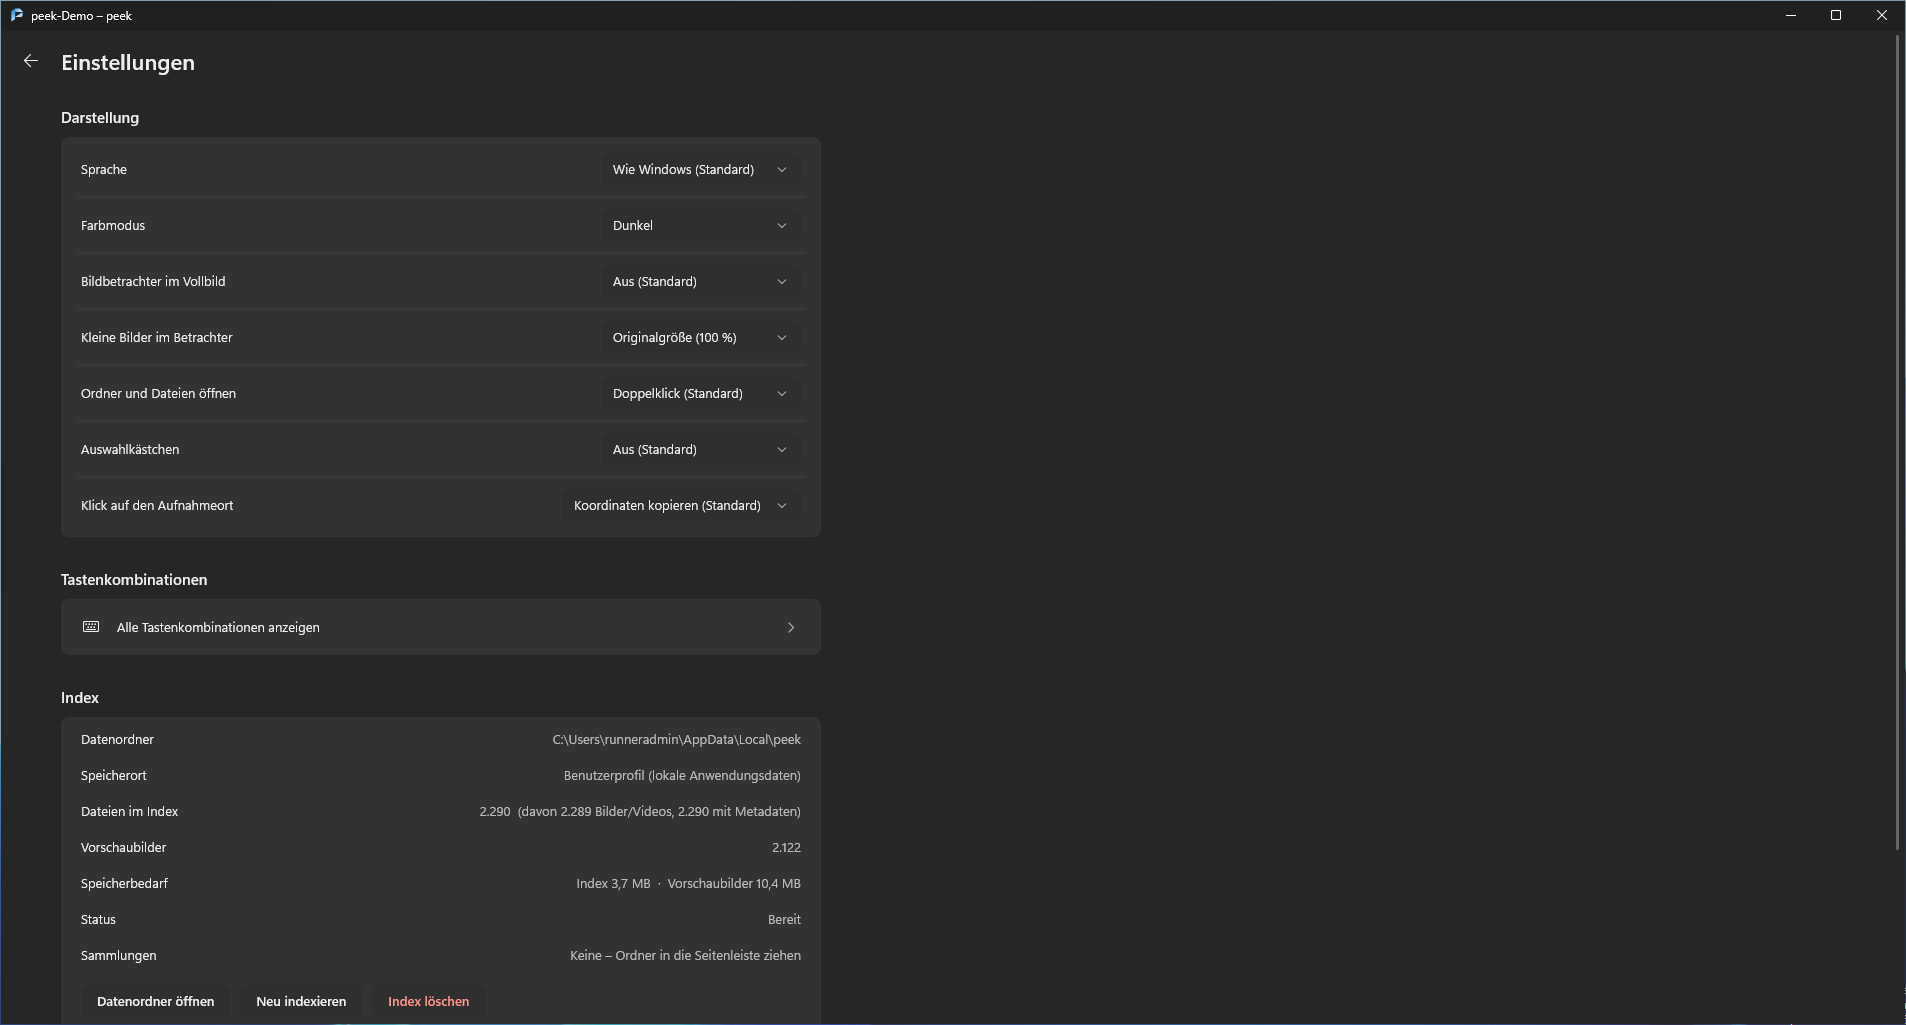 peek-Demo – peek
Einstellungen
Darstellung
Sprache Wie Windows (Standard)
Farbmodus Dunkel
Bildbetrachter im Vollbild Aus (Standard)
Kleine Bilder im Betrachter Originalgröße (100 %)
Ordner und Dateien öffnen Doppelklick (Standard)
Auswahlkästchen Aus (Standard)
Klick auf den Aufnahmeort Koordinaten kopieren (Standard)
Tastenkombinationen
Alle Tastenkombinationen anzeigen
Index
Datenordner C:\Users\runneradmin\AppData\Local\peek
Speicherort Benutzerprofil (lokale Anwendungsdaten)
Dateien im Index 2.290 (davon 2.289 Bilder/Videos, 2.290 mit Metadaten)
Vorschaubilder 2.122
Speicherbedarf Index 3,7 MB · Vorschaubilder 10,4 MB
Status Bereit
Sammlungen Keine – Ordner in die Seitenleiste ziehen
Datenordner öffnen Neu indexieren Index löschen